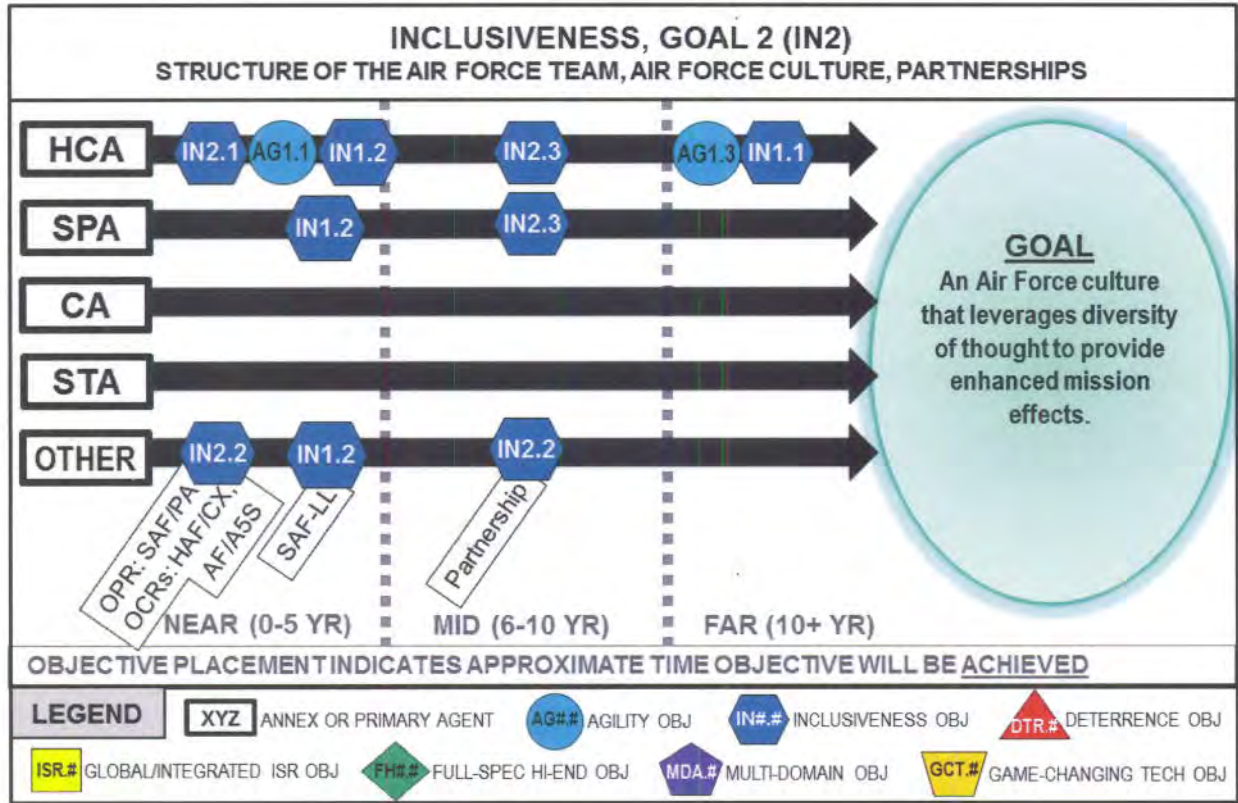 INCLUSIVENESS, GOAL 2 (IN2)
STRUCTURE OF THE AIR FORCE TEAM, AIR FORCE CULTURE, PARTNERSHIPS
HCA
IN2.1
AG1.1
IN1.2
IN2.3
AG1.3
IN1.1
SPA
IN1.2
IN2.3
CA
STA
OTHER
IN2.2
IN1.2
IN2.2
OPR: SAF/PA
OCRs: HAF/CX,
AF/A5S
SAF-LL
Partnership
GOAL
An Air Force culture
that leverages diversity
of thought to provide
enhanced mission
effects.
NEAR (0-5 YR)
MID (6-10 YR)
FAR (10+ YR)
OBJECTIVE PLACEMENT INDICATES APPROXIMATE TIME OBJECTIVE WILL BE ACHIEVED
LEGEND
XYZ ANNEX OR PRIMARY AGENT
AG#.# AGILITY OBJ
IN#.# INCLUSIVENESS OBJ
DTR.# DETERRENCE OBJ
ISR.# GLOBAL/INTEGRATED ISR OBJ
FH#.# FULL-SPEC HI-END OBJ
MDA.# MULTI-DOMAIN OBJ
GCT.# GAME-CHANGING TECH OBJ